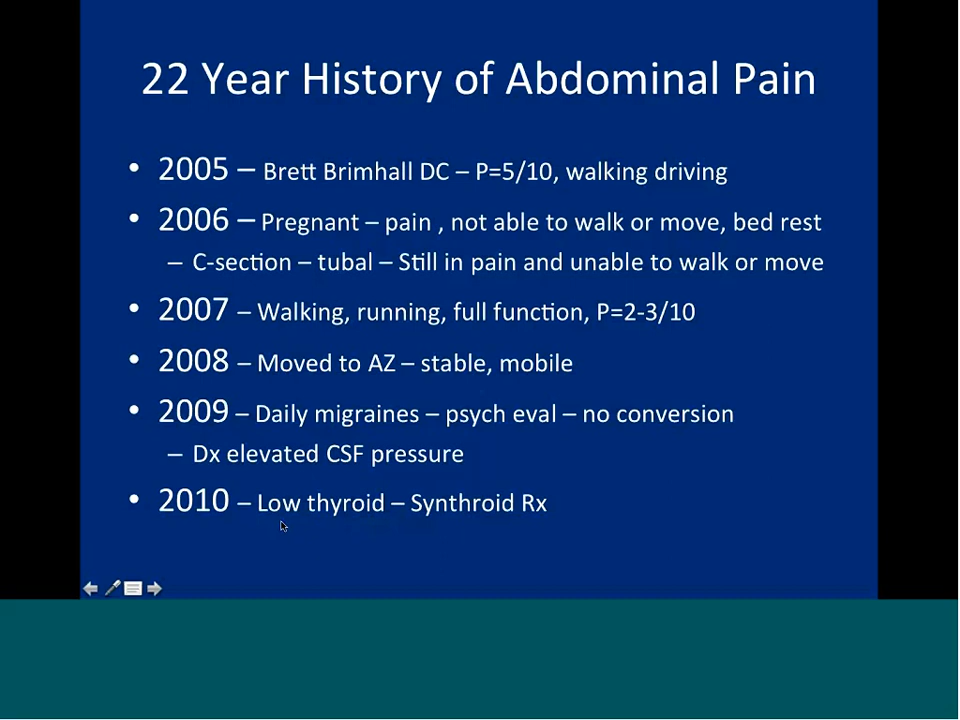 22 Year History of Abdominal Pain
• 2005 – Brett Brimhall DC – P=5/10, walking driving
• 2006 – Pregnant – pain , not able to walk or move, bed rest
– C-section – tubal – Still in pain and unable to walk or move
• 2007 – Walking, running, full function, P=2-3/10
• 2008 – Moved to AZ – stable, mobile
• 2009 – Daily migraines – psych eval – no conversion
– Dx elevated CSF pressure
• 2010 – Low thyroid – Synthroid Rx